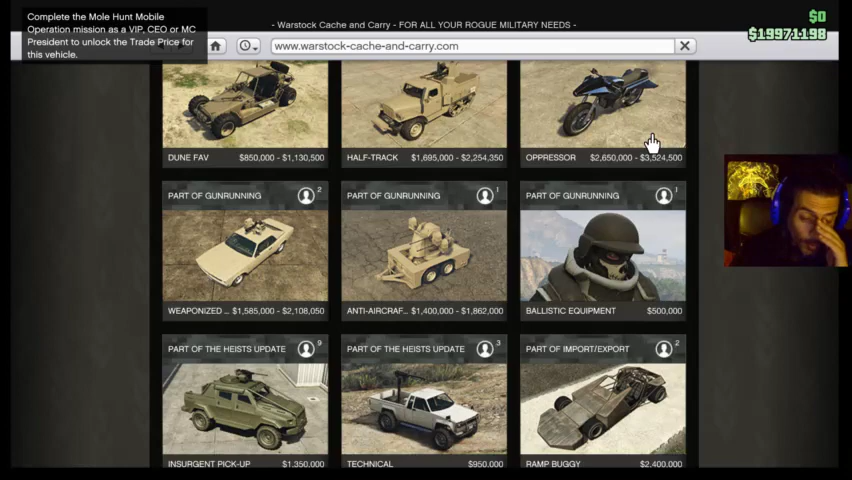 Complete the Mole Hunt Mobile
Operation mission as a VIP, CEO or MC
President to unlock the Trade Price for
this vehicle.
- Warstock Cache and Carry - FOR ALL YOUR ROGUE MILITARY NEEDS -
$0
$19971198
www.warstock-cache-and-carry.com
DUNE FAV $850,000 - $1,130,500
HALF-TRACK $1,695,000 - $2,254,350
OPPRESSOR $2,650,000 - $3,524,500
PART OF GUNRUNNING 2
PART OF GUNRUNNING 1
PART OF GUNRUNNING 1
WEAPONIZED ... $1,585,000 - $2,108,050
ANTI-AIRCRAF... $1,400,000 - $1,862,000
BALLISTIC EQUIPMENT $500,000
PART OF THE HEISTS UPDATE 9
PART OF THE HEISTS UPDATE 3
PART OF IMPORT/EXPORT 2
INSURGENT PICK-UP $1,350,000
TECHNICAL $950,000
RAMP BUGGY $2,400,000